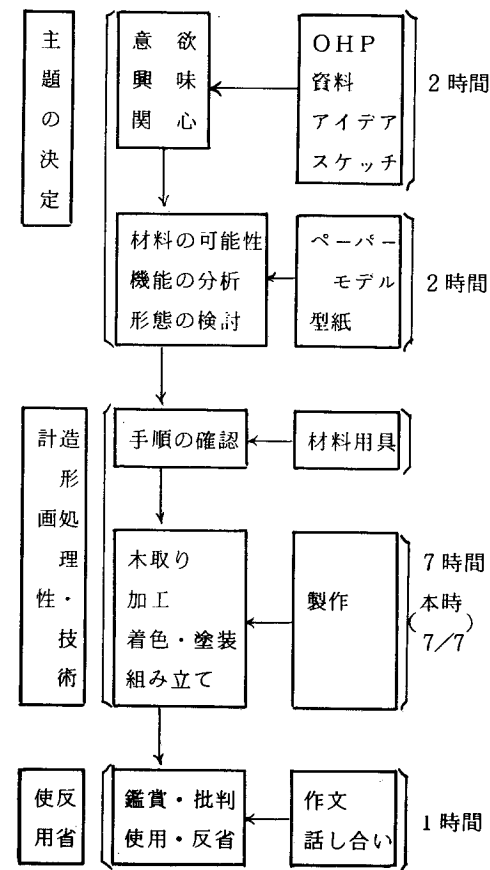 主題の決定
意欲
興味
関心
OHP
資料
アイデア
スケッチ
2時間
材料の可能性
機能の分析
形態の検討
ペーパー
モデル
型紙
2時間
造形処理・技術
計画性
手順の確認
材料用具
木取り
加工
着色・塗装
組み立て
製作
7時間
(本時
7/7)
反省
使用
鑑賞・批判
使用・反省
作文
話し合い
1時間